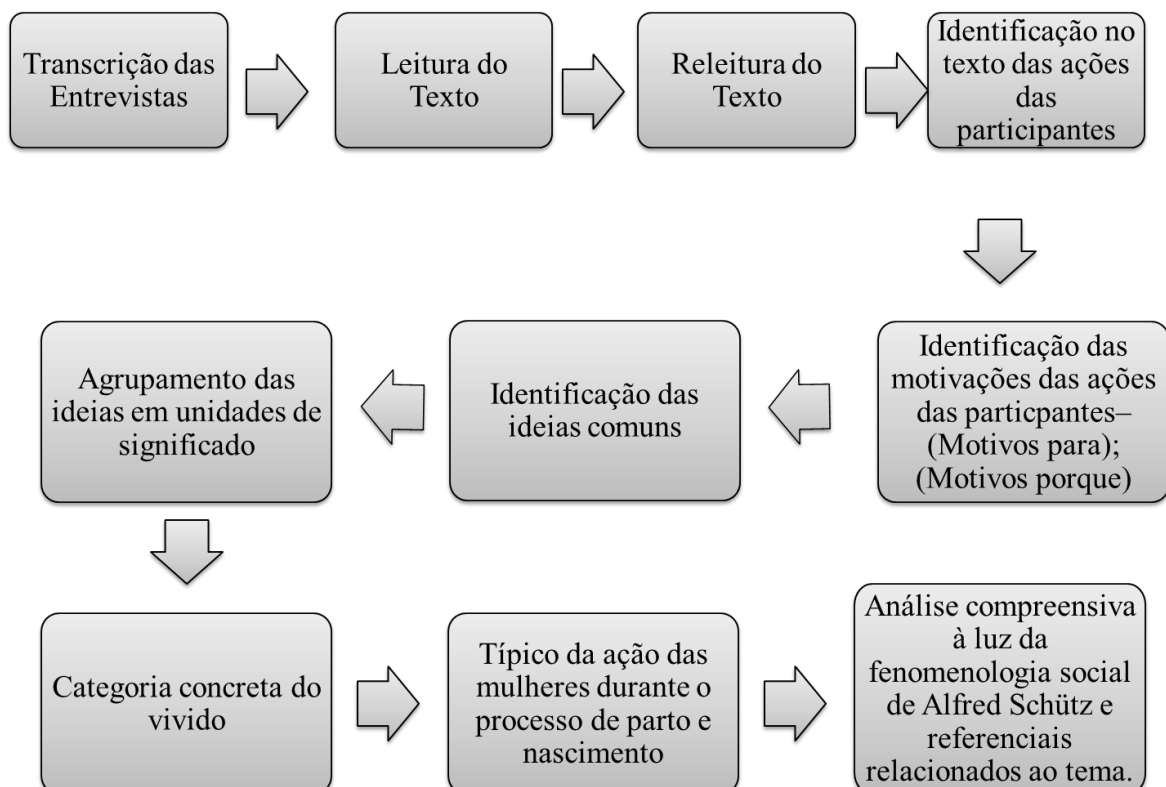 Transcrição das
Entrevistas
Leitura do
Texto
Releitura do
Texto
Identificação no
texto das ações
das
participantes
Identificação das
motivações das ações
das particpantes–
(Motivos para);
(Motivos porque)
Identificação das
ideias comuns
Agrupamento das
ideias em unidades de
significado
Categoria concreta do
vivido
Típico da ação das
mulheres durante o
processo de parto e
nascimento
Análise compreensiva
à luz da
fenomenologia social
de Alfred Schütz e
referenciais
relacionados ao tema.